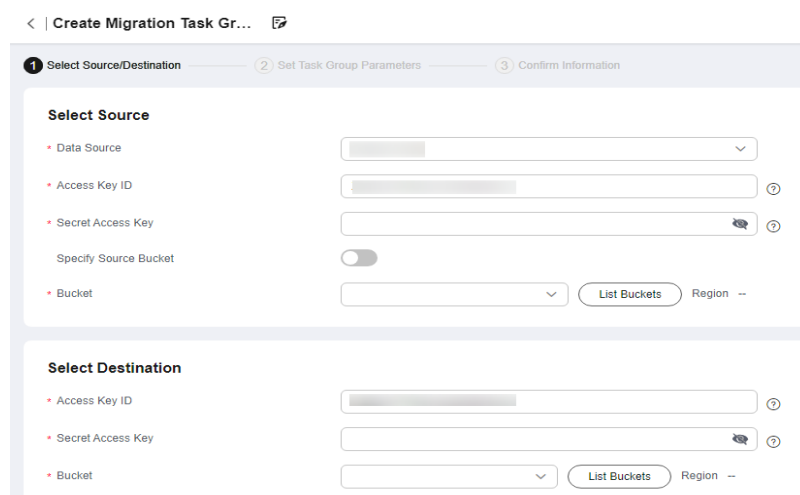 Create Migration Task Gr...
1 Select Source/Destination 2 Set Task Group Parameters 3 Confirm Information
Select Source
* Data Source
* Access Key ID
* Secret Access Key
Specify Source Bucket
* Bucket List Buckets Region --
Select Destination
* Access Key ID
* Secret Access Key
* Bucket List Buckets Region --